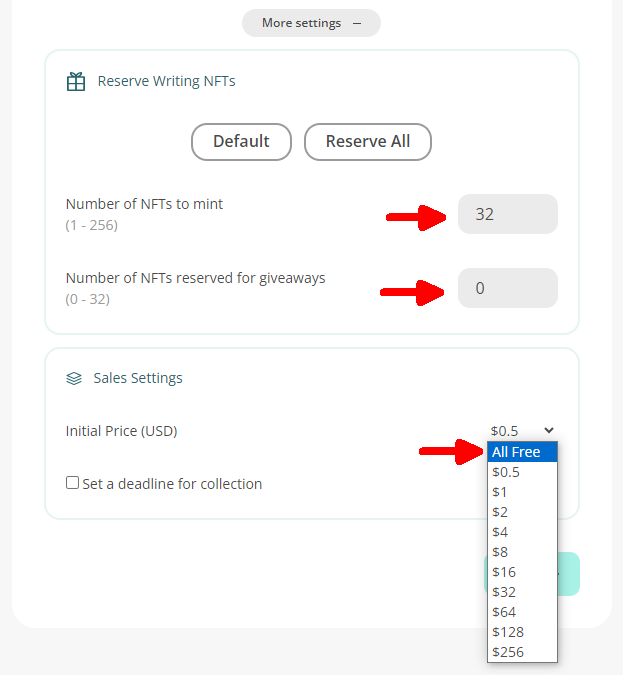 More settings −
Reserve Writing NFTs
Default Reserve All
Number of NFTs to mint
(1 - 256)
32
Number of NFTs reserved for giveaways
(0 - 32)
0
Sales Settings
Initial Price (USD)
$0.5
All Free
Set a deadline for collection
$0.5
$1
$2
$4
$8
$16
$32
$64
$128
$256